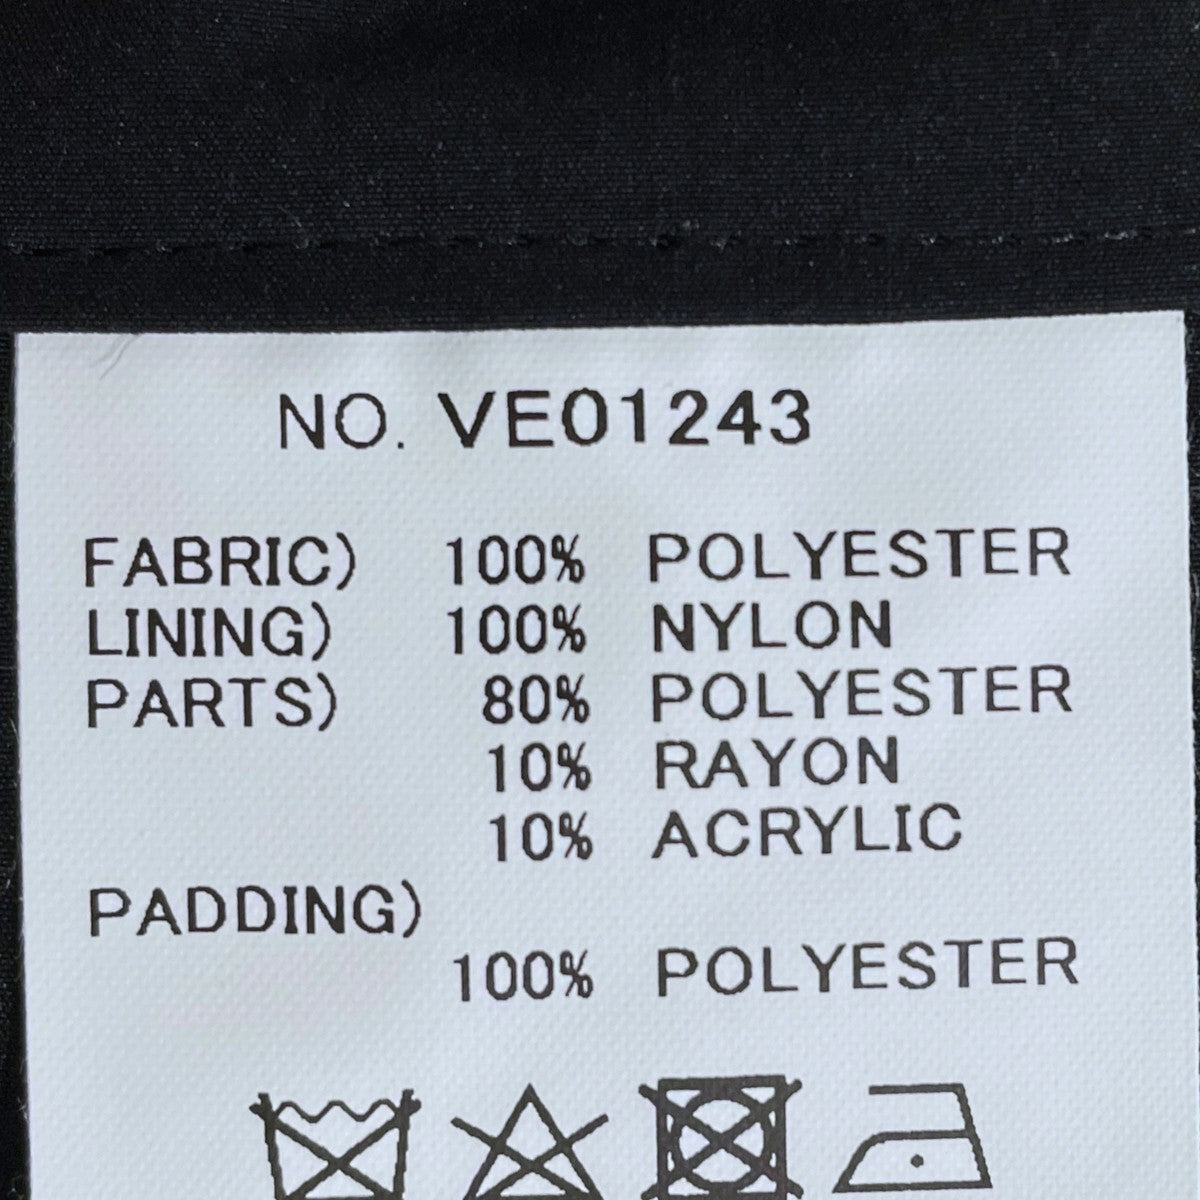 NO. VE01243
FABRIC) 100% POLYESTER
LINING) 100% NYLON
PARTS) 80% POLYESTER
10% RAYON
10% ACRYLIC
PADDING)
100% POLYESTER